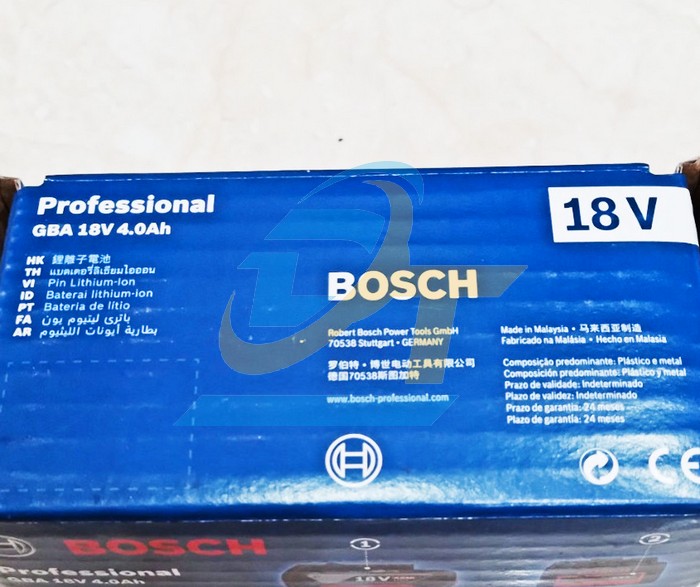 Professional
GBA 18V 4.0Ah
18 V
HK 鋰離子電池
TH แบตเตอรี่ลิเธียมไอออน
VI Pin Lithium-Ion
ID Baterai lithium-ion
PT Bateria de lítio
FA باتری لیتیوم یون
AR بطارية أيونات الليثيوم
BOSCH
Robert Bosch Power Tools GmbH
70538 Stuttgart • GERMANY
罗伯特・博世电动工具有限公司
德国70538斯图加特
www.bosch-professional.com
Made in Malaysia • 马来西亚制造
Fabricado na Malásia • Hecho en Malasia
Composição predominante: Plástico e metal
Composición predominante: Plástico y metal
Prazo de validade: Indeterminado
Plazo de validez: Indeterminado
Prazo de garantia: 24 meses
Plazo de garantía: 24 meses
CE
DT
BOSCH
Professional
GBA 18V 4.0Ah
1
18V
2